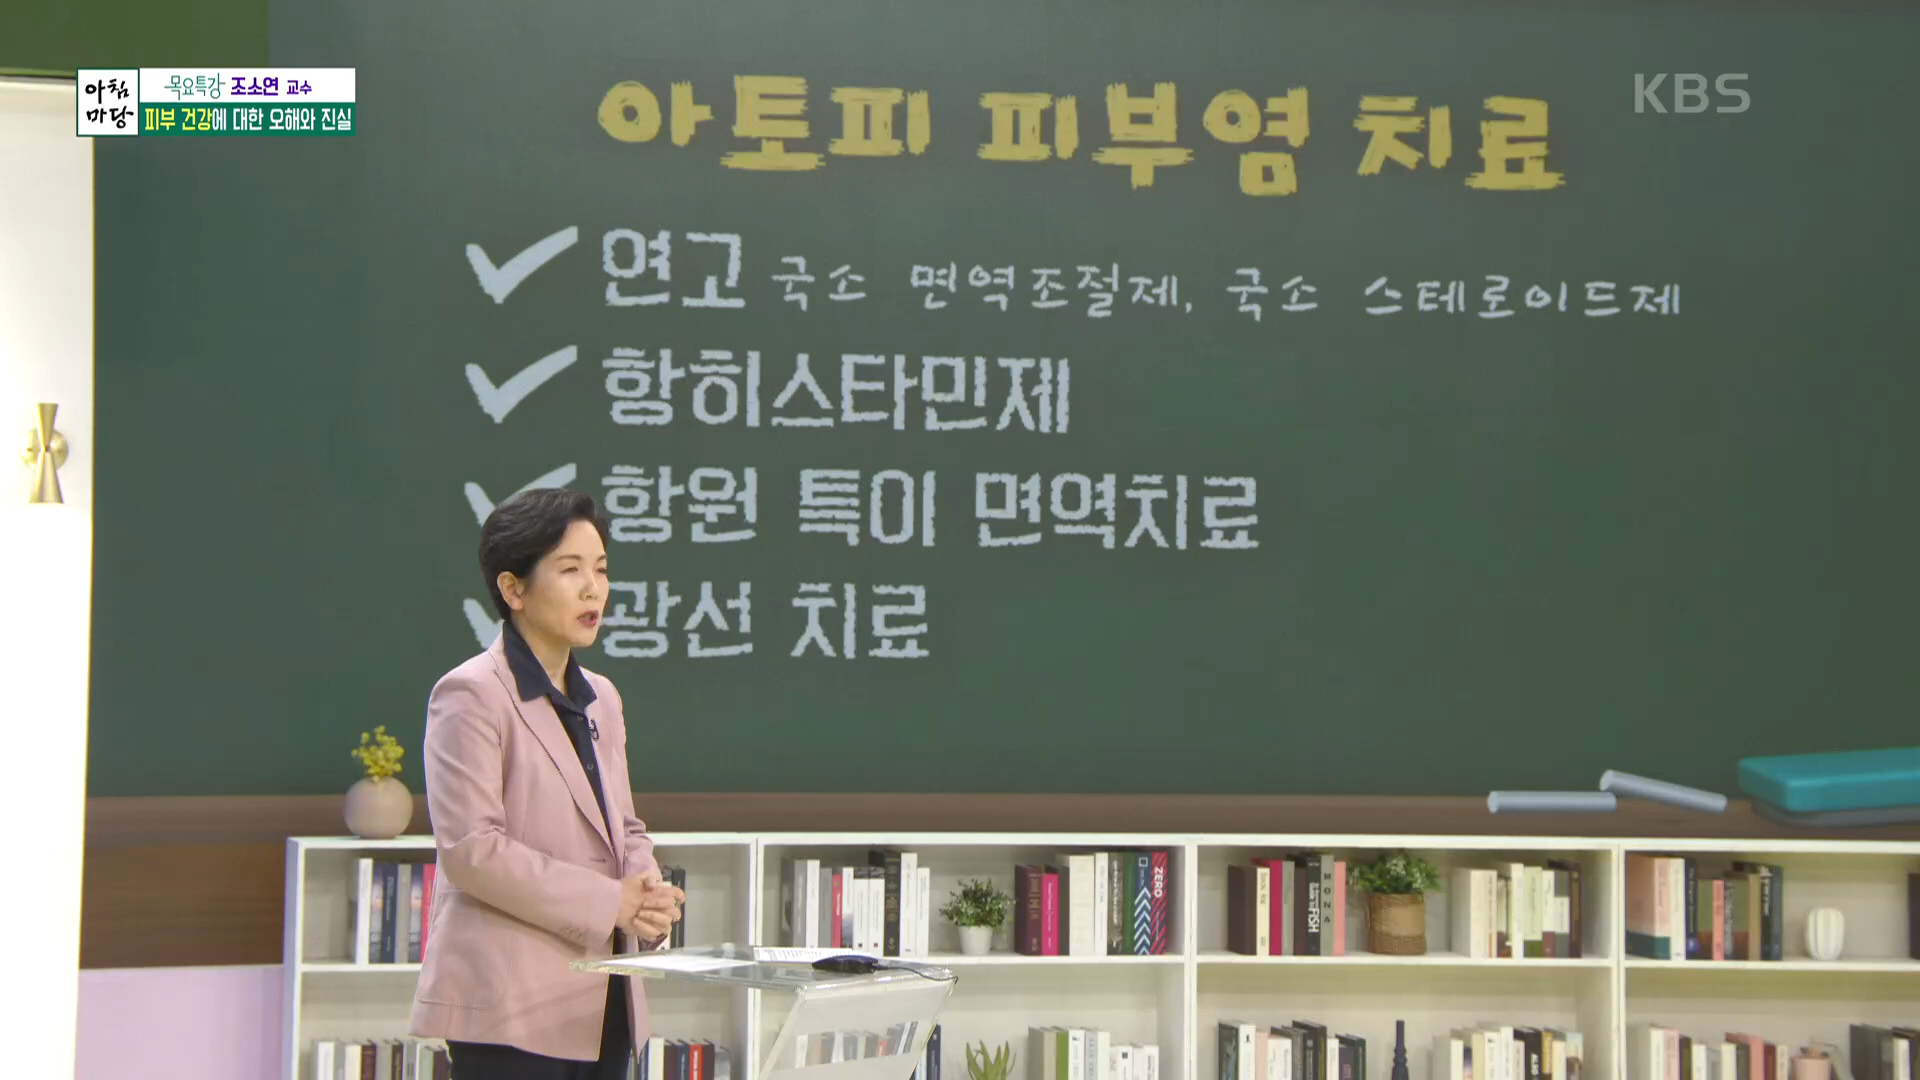 아침
마당
목요특강 조소연 교수
피부 건강에 대한 오해와 진실
KBS
아토피 피부염 치료
연고 국소 면역조절제, 국소 스테로이드제
항히스타민제
항원 특이 면역치료
광선 치료
ZERO
FISH